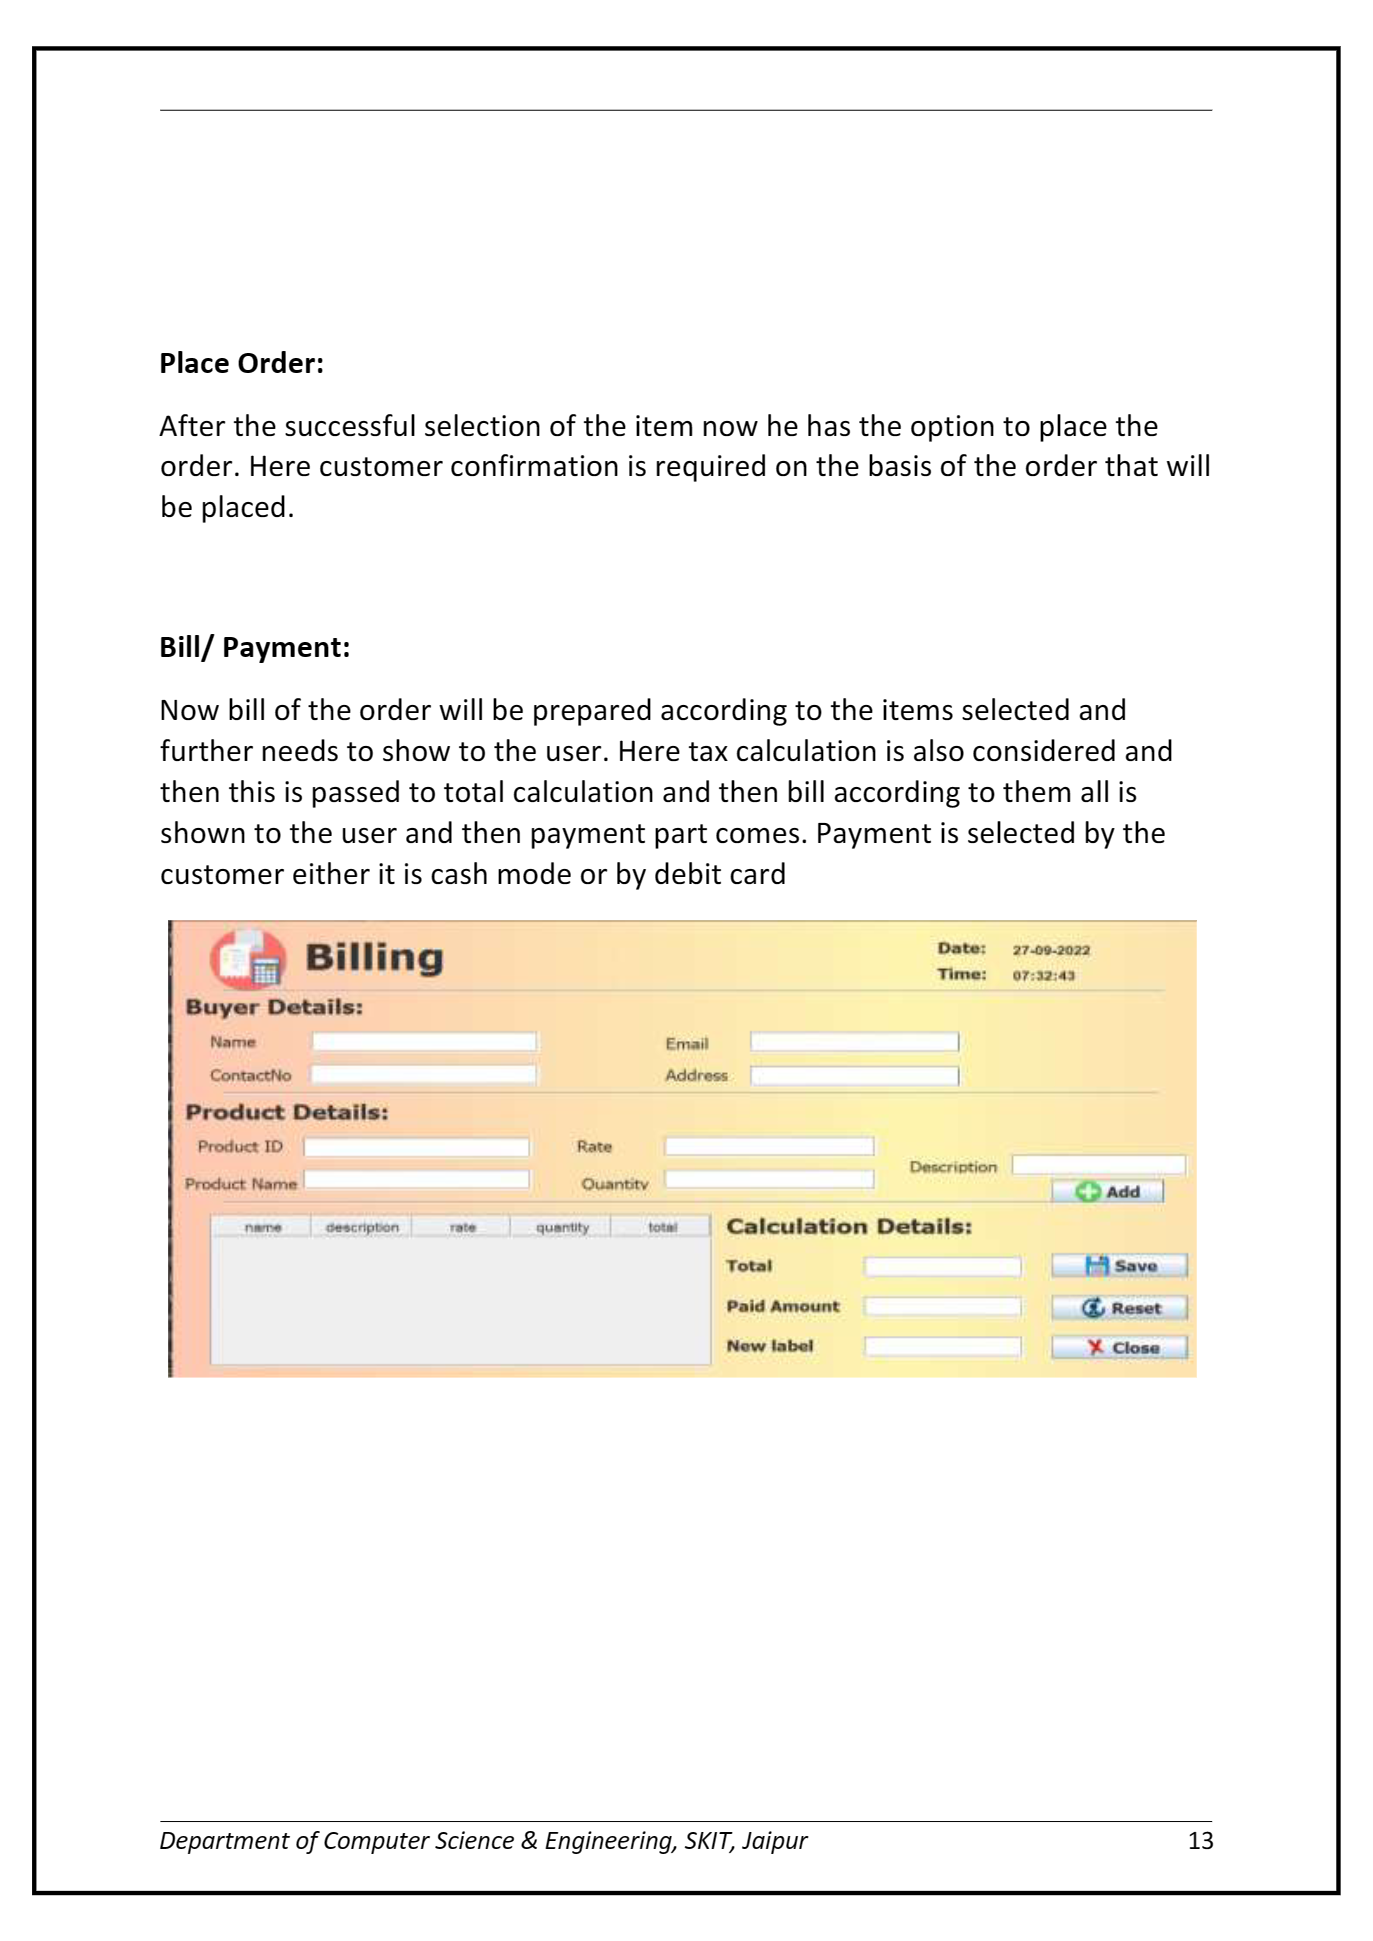 Place Order:
After the successful selection of the item now he has the option to place the
order. Here customer confirmation is required on the basis of the order that will
be placed.
Bill/ Payment:
Now bill of the order will be prepared according to the items selected and
further needs to show to the user. Here tax calculation is also considered and
then this is passed to total calculation and then bill according to them all is
shown to the user and then payment part comes. Payment is selected by the
customer either it is cash mode or by debit card
Billing
Date: 27-09-2022
Time: 07:32:43
Buyer Details:
Name Email
ContactNo Address
Product Details:
Product ID Rate
Description
Product Name Quantity
Add
name description rate quantity total
Calculation Details:
Total Save
Paid Amount Reset
New label Close
Department of Computer Science & Engineering, SKIT, Jaipur 13